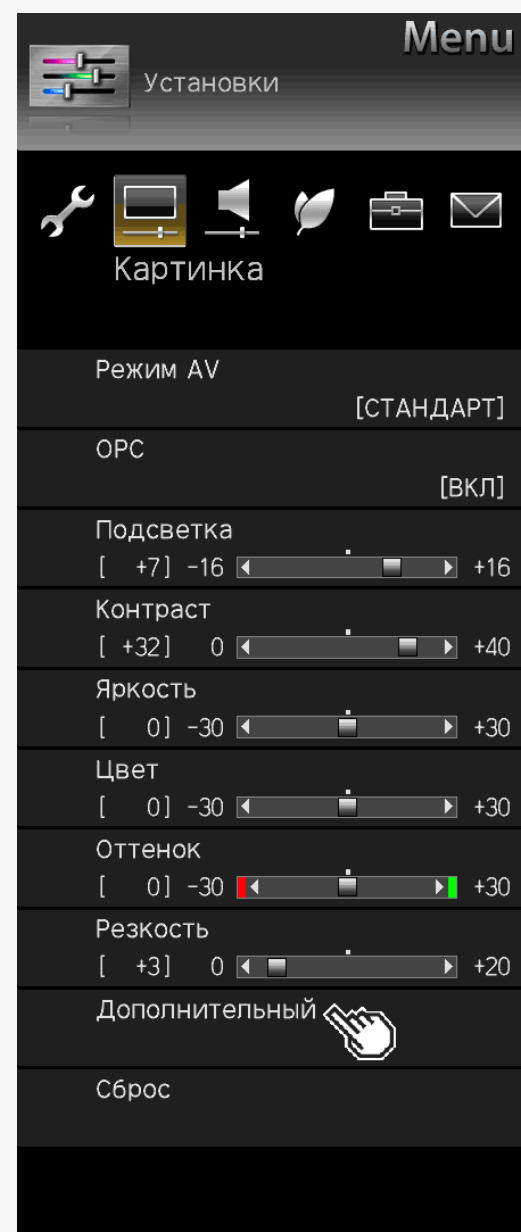 Menu
Установки
Картинка
Режим AV
[СТАНДАРТ]
OPC
[ВКЛ]
Подсветка
[ +7] -16 +16
Контраст
[ +32] 0 +40
Яркость
[ 0] -30 +30
Цвет
[ 0] -30 +30
Оттенок
[ 0] -30 +30
Резкость
[ +3] 0 +20
Дополнительный
Сброс